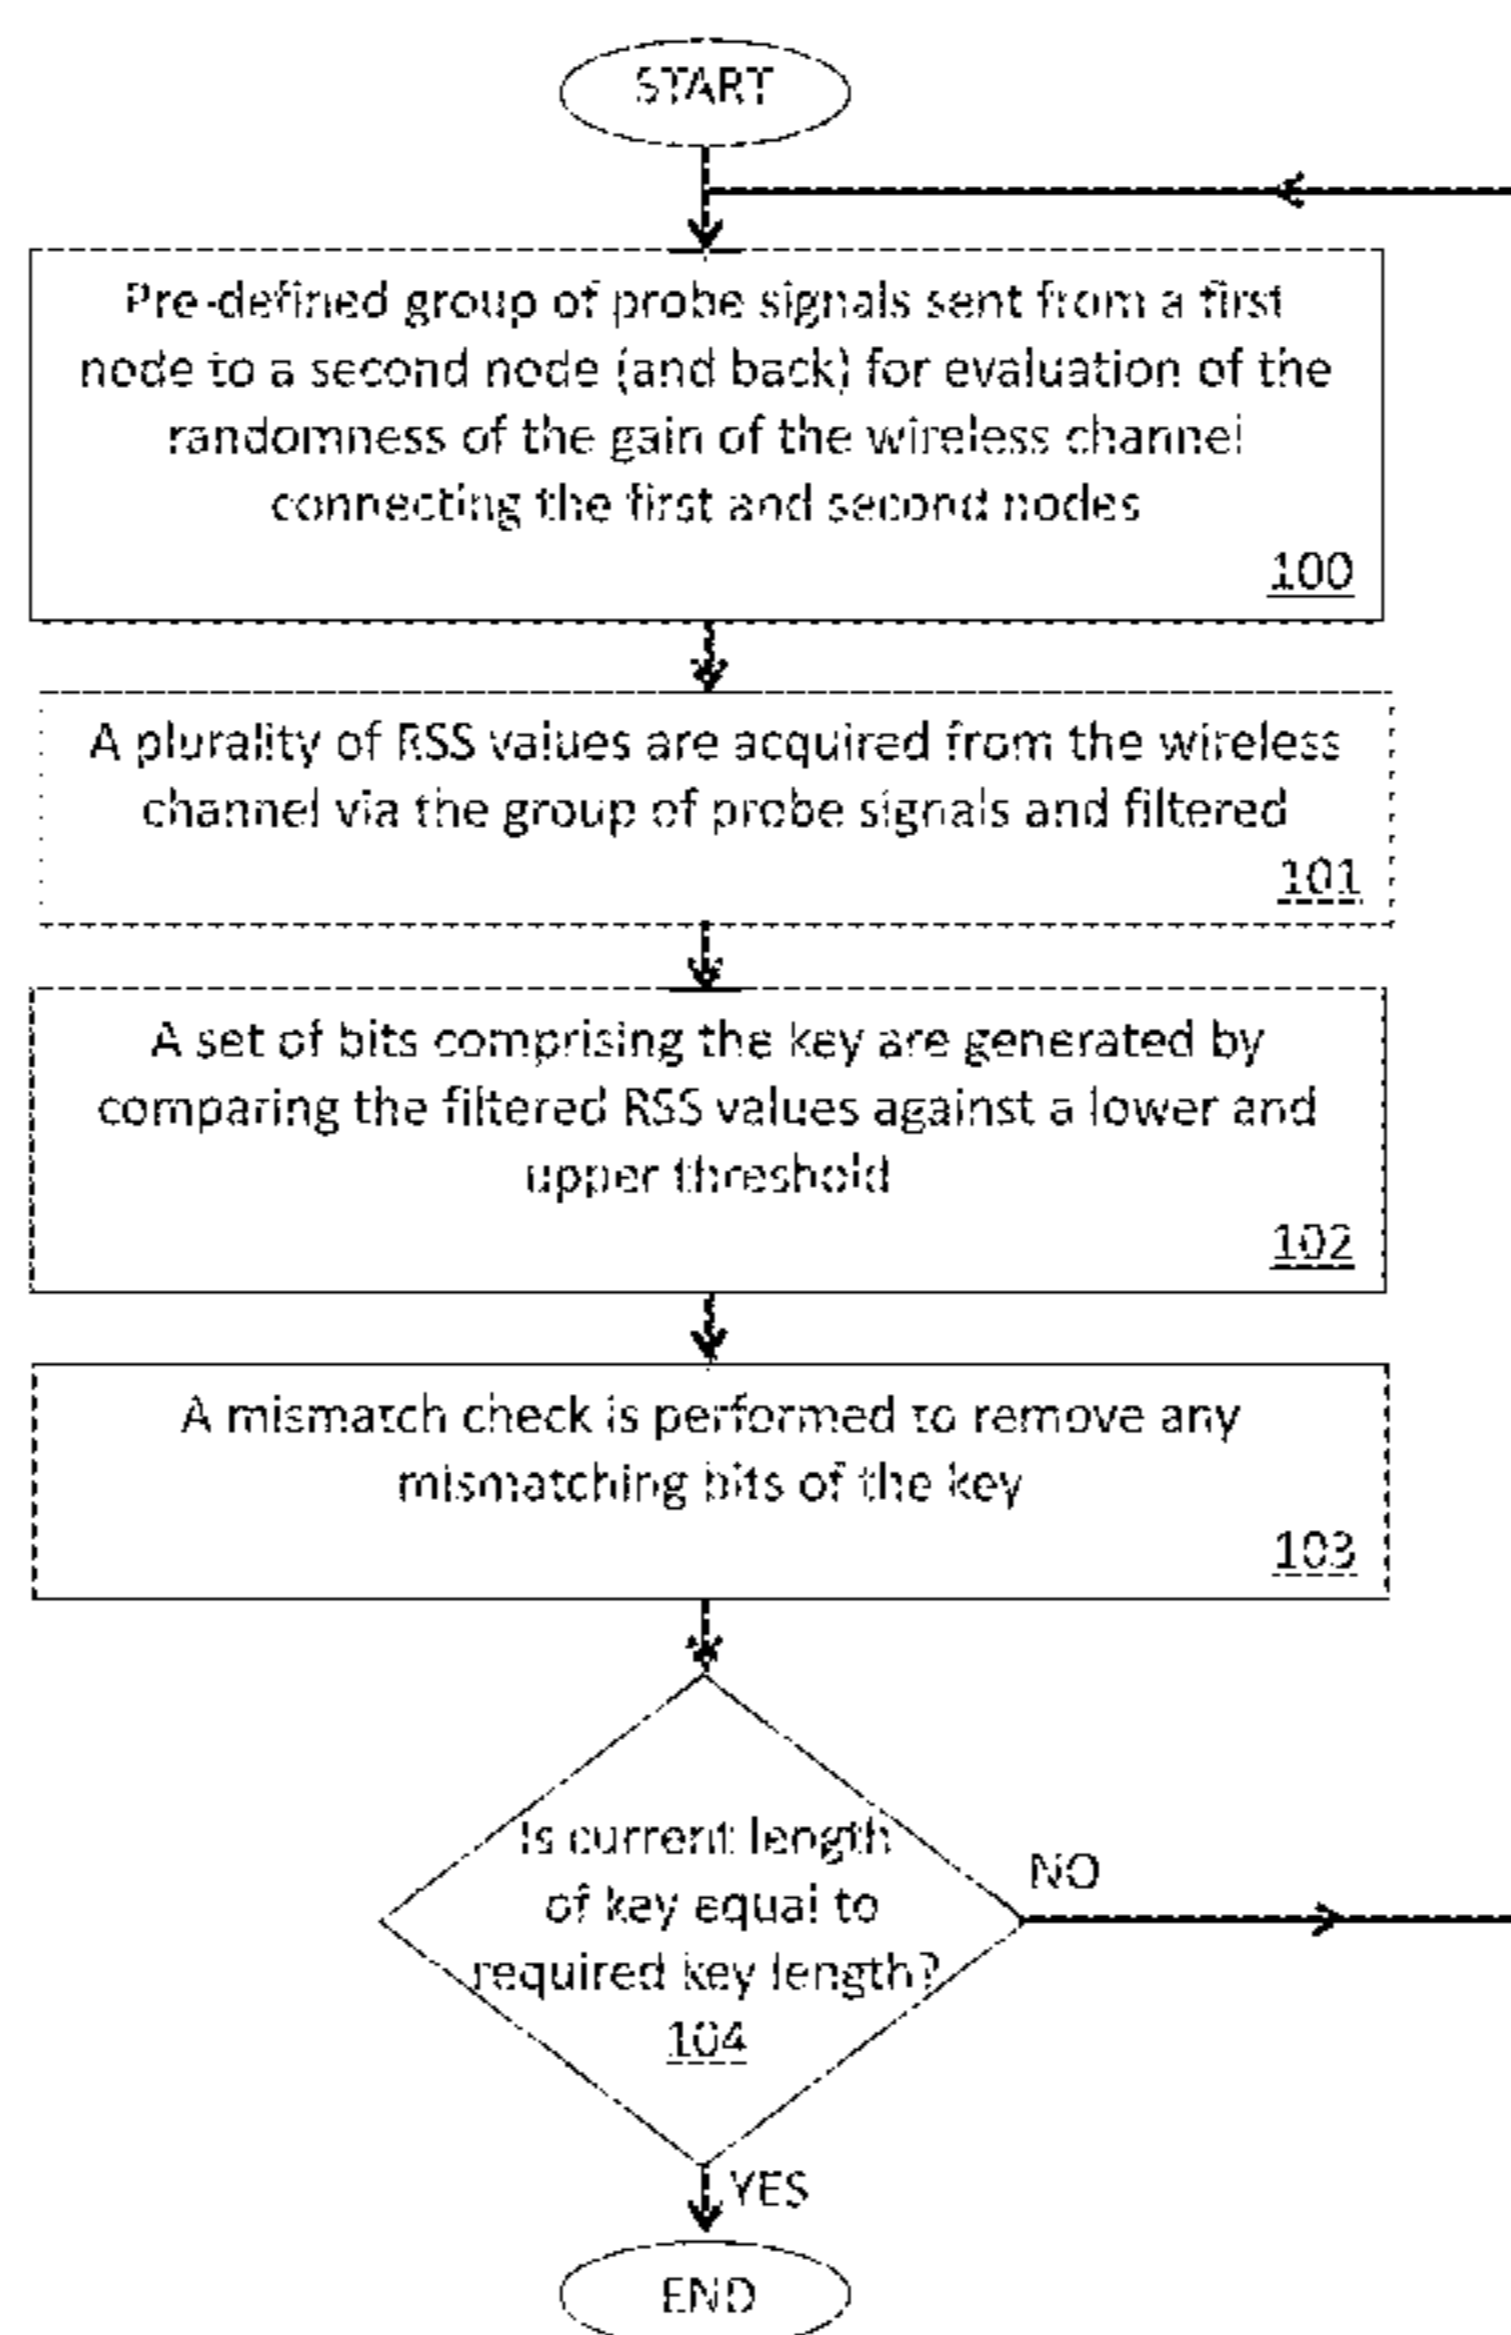 START
Pre-defined group of probe signals sent from a first
node to a second node (and back) for evaluation of the
randomness of the gain of the wireless channel
connecting the first and second nodes
100
A plurality of RSS values are acquired from the wireless
channel via the group of probe signals and filtered
101
A set of bits comprising the key are generated by
comparing the filtered RSS values against a lower and
upper threshold
102
A mismatch check is performed to remove any
mismatching bits of the key
103
Is current length
of key equal to
required key length?
104
NO
YES
END